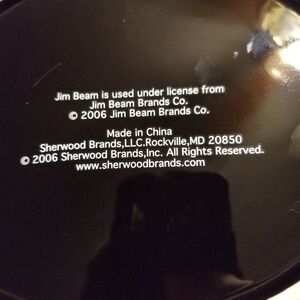 Jim Beam is used under license from
Jim Beam Brands Co.
© 2006 Jim Beam Brands Co.
Made in China
Sherwood Brands,LLC.Rockville,MD 20850
© 2006 Sherwood Brands,Inc. All Rights Reserved.
www.sherwoodbrands.com